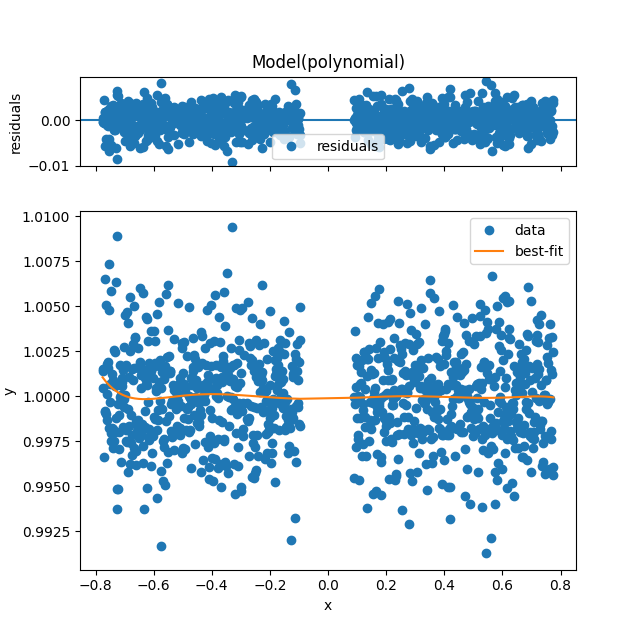 Model(polynomial)
residuals
0.00
−0.01
residuals
1.0100
1.0075
1.0050
1.0025
1.0000
0.9975
0.9950
0.9925
y
data
best-fit
−0.8 −0.6 −0.4 −0.2 0.0 0.2 0.4 0.6 0.8
x